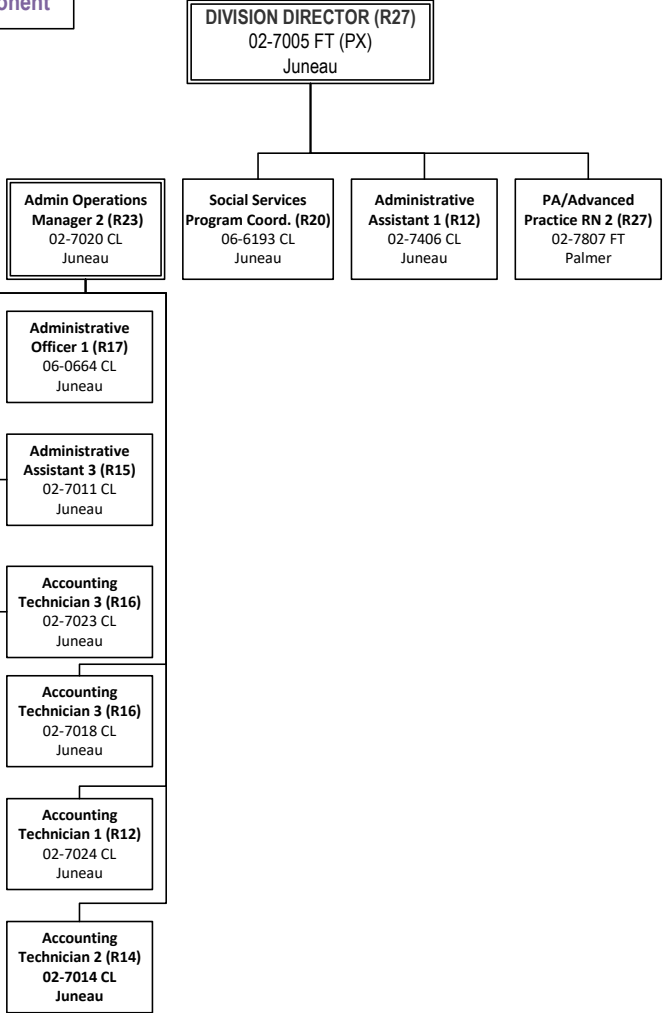 DIVISION DIRECTOR (R27)
02-7005 FT (PX)
Juneau
Admin Operations
Manager 2 (R23)
02-7020 CL
Juneau
Social Services
Program Coord. (R20)
06-6193 CL
Juneau
Administrative
Assistant 1 (R12)
02-7406 CL
Juneau
PA/Advanced
Practice RN 2 (R27)
02-7807 FT
Palmer
Administrative
Officer 1 (R17)
06-0664 CL
Juneau
Administrative
Assistant 3 (R15)
02-7011 CL
Juneau
Accounting
Technician 3 (R16)
02-7023 CL
Juneau
Accounting
Technician 3 (R16)
02-7018 CL
Juneau
Accounting
Technician 1 (R12)
02-7024 CL
Juneau
Accounting
Technician 2 (R14)
02-7014 CL
Juneau